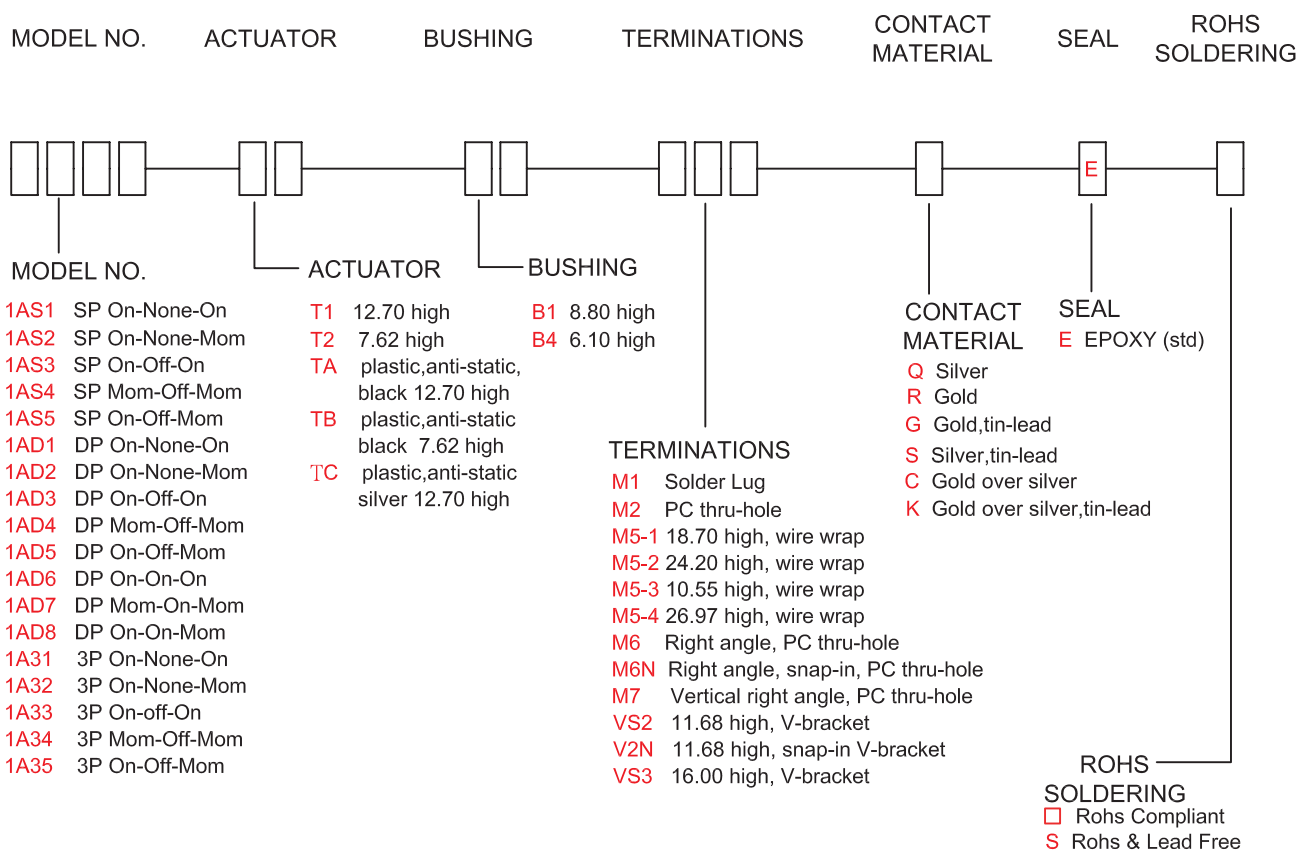 MODEL NO.
ACTUATOR
BUSHING
TERMINATIONS
CONTACT
MATERIAL
SEAL
ROHS
SOLDERING
E
MODEL NO.
1AS1 SP On-None-On
1AS2 SP On-None-Mom
1AS3 SP On-Off-On
1AS4 SP Mom-Off-Mom
1AS5 SP On-Off-Mom
1AD1 DP On-None-On
1AD2 DP On-None-Mom
1AD3 DP On-Off-On
1AD4 DP Mom-Off-Mom
1AD5 DP On-Off-Mom
1AD6 DP On-On-On
1AD7 DP Mom-On-Mom
1AD8 DP On-On-Mom
1A31 3P On-None-On
1A32 3P On-None-Mom
1A33 3P On-off-On
1A34 3P Mom-Off-Mom
1A35 3P On-Off-Mom
ACTUATOR
T1 12.70 high
T2 7.62 high
TA plastic,anti-static,
black 12.70 high
TB plastic,anti-static
black 7.62 high
TC plastic,anti-static
silver 12.70 high
BUSHING
B1 8.80 high
B4 6.10 high
TERMINATIONS
M1 Solder Lug
M2 PC thru-hole
M5-1 18.70 high, wire wrap
M5-2 24.20 high, wire wrap
M5-3 10.55 high, wire wrap
M5-4 26.97 high, wire wrap
M6 Right angle, PC thru-hole
M6N Right angle, snap-in, PC thru-hole
M7 Vertical right angle, PC thru-hole
VS2 11.68 high, V-bracket
V2N 11.68 high, snap-in V-bracket
VS3 16.00 high, V-bracket
CONTACT
MATERIAL
Q Silver
R Gold
G Gold,tin-lead
S Silver,tin-lead
C Gold over silver
K Gold over silver,tin-lead
SEAL
E EPOXY (std)
ROHS
SOLDERING
Rohs Compliant
S Rohs & Lead Free